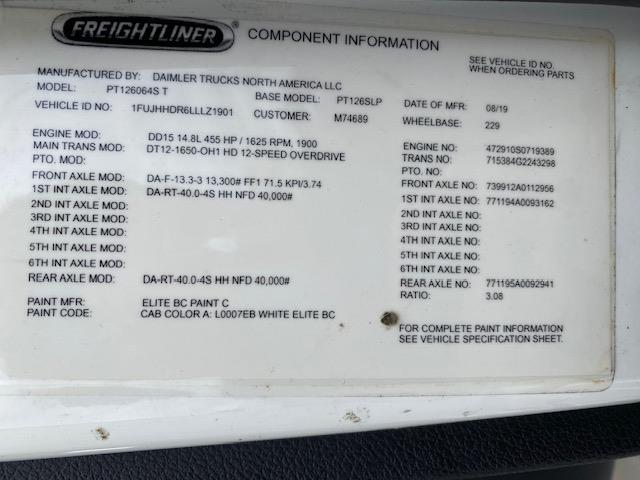 FREIGHTLINER COMPONENT INFORMATION
SEE VEHICLE ID NO.
WHEN ORDERING PARTS
MANUFACTURED BY: DAIMLER TRUCKS NORTH AMERICA LLC
MODEL: PT126064S T BASE MODEL: PT126SLP DATE OF MFR: 08/19
VEHICLE ID NO: 1FUJHHDR6LLLZ1901 CUSTOMER: M74689 WHEELBASE: 229
ENGINE MOD: DD15 14.8L 455 HP / 1625 RPM, 1900 ENGINE NO: 472910S0719389
MAIN TRANS MOD: DT12-1650-OH1 HD 12-SPEED OVERDRIVE TRANS NO: 715384G2243298
PTO. MOD: PTO. NO:
FRONT AXLE MOD: DA-F-13.3-3 13,300# FF1 71.5 KPI/3.74 FRONT AXLE NO: 739912A0112956
1ST INT AXLE MOD: DA-RT-40.0-4S HH NFD 40,000# 1ST INT AXLE NO: 771194A0093162
2ND INT AXLE MOD: 2ND INT AXLE NO:
3RD INT AXLE MOD: 3RD INT AXLE NO:
4TH INT AXLE MOD: 4TH INT AXLE NO:
5TH INT AXLE MOD: 5TH INT AXLE NO:
6TH INT AXLE MOD: 6TH INT AXLE NO:
REAR AXLE MOD: DA-RT-40.0-4S HH NFD 40,000# REAR AXLE NO: 771195A0092941
RATIO: 3.08
PAINT MFR: ELITE BC PAINT C
PAINT CODE: CAB COLOR A: L0007EB WHITE ELITE BC
FOR COMPLETE PAINT INFORMATION
SEE VEHICLE SPECIFICATION SHEET.